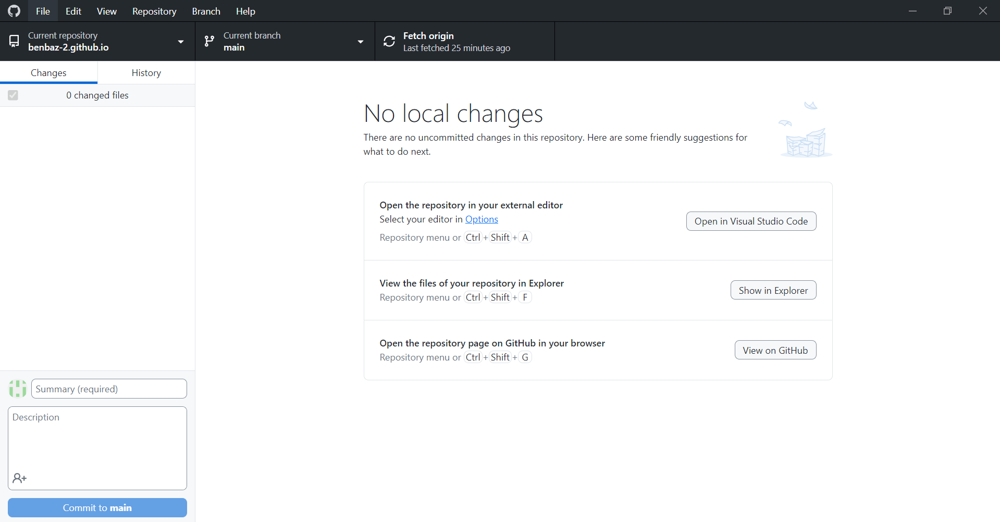 File Edit View Repository Branch Help
Current repository
benbaz-2.github.io
Current branch
main
Fetch origin
Last fetched 25 minutes ago
Changes
History
0 changed files
No local changes
There are no uncommitted changes in this repository. Here are some friendly suggestions for
what to do next.
Open the repository in your external editor
Select your editor in Options
Repository menu or Ctrl + Shift + A
Open in Visual Studio Code
View the files of your repository in Explorer
Repository menu or Ctrl + Shift + F
Show in Explorer
Open the repository page on GitHub in your browser
Repository menu or Ctrl + Shift + G
View on GitHub
Summary (required)
Description
Commit to main